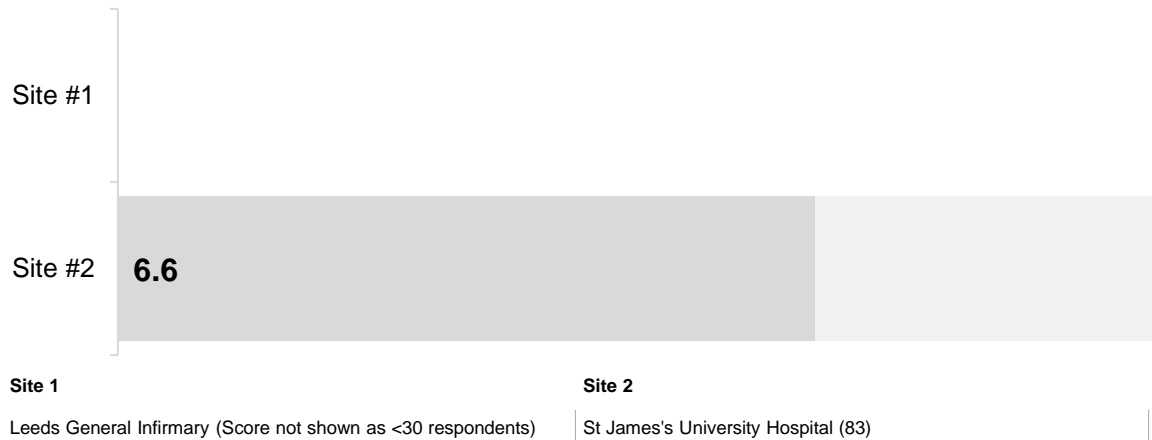 Site #1
Site #2
6.6
Site 1
Site 2
Leeds General Infirmary (Score not shown as <30 respondents)
St James's University Hospital (83)